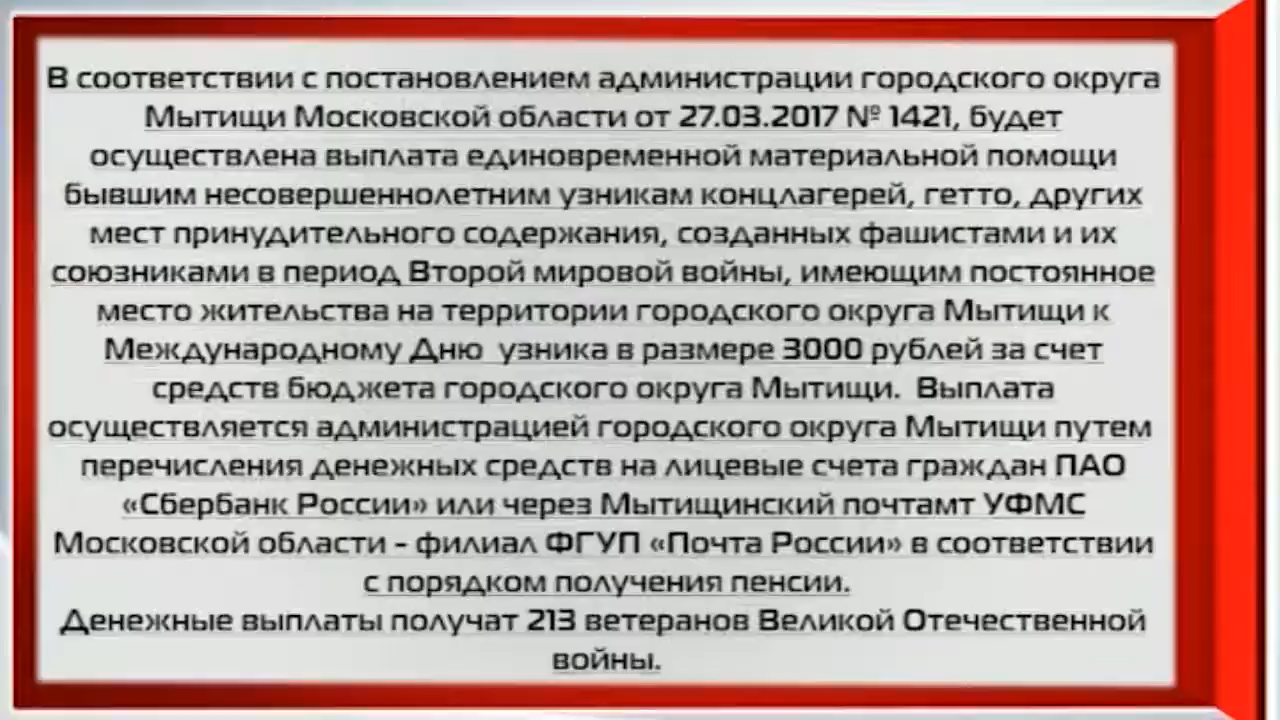 В соответствии с постановлением администрации городского округа
Мытищи Московской области от 27.03.2017 № 1421, будет
осуществлена выплата единовременной материальной помощи
бывшим несовершеннолетним узникам концлагерей, гетто, других
мест принудительного содержания, созданных фашистами и их
союзниками в период Второй мировой войны, имеющим постоянное
место жительства на территории городского округа Мытищи к
Международному Дню узника в размере 3000 рублей за счет
средств бюджета городского округа Мытищи. Выплата
осуществляется администрацией городского округа Мытищи путем
перечисления денежных средств на лицевые счета граждан ПАО
«Сбербанк России» или через Мытищинский почтамт УФМС
Московской области - филиал ФГУП «Почта России» в соответствии
с порядком получения пенсии.
Денежные выплаты получат 213 ветеранов Великой Отечественной
войны.